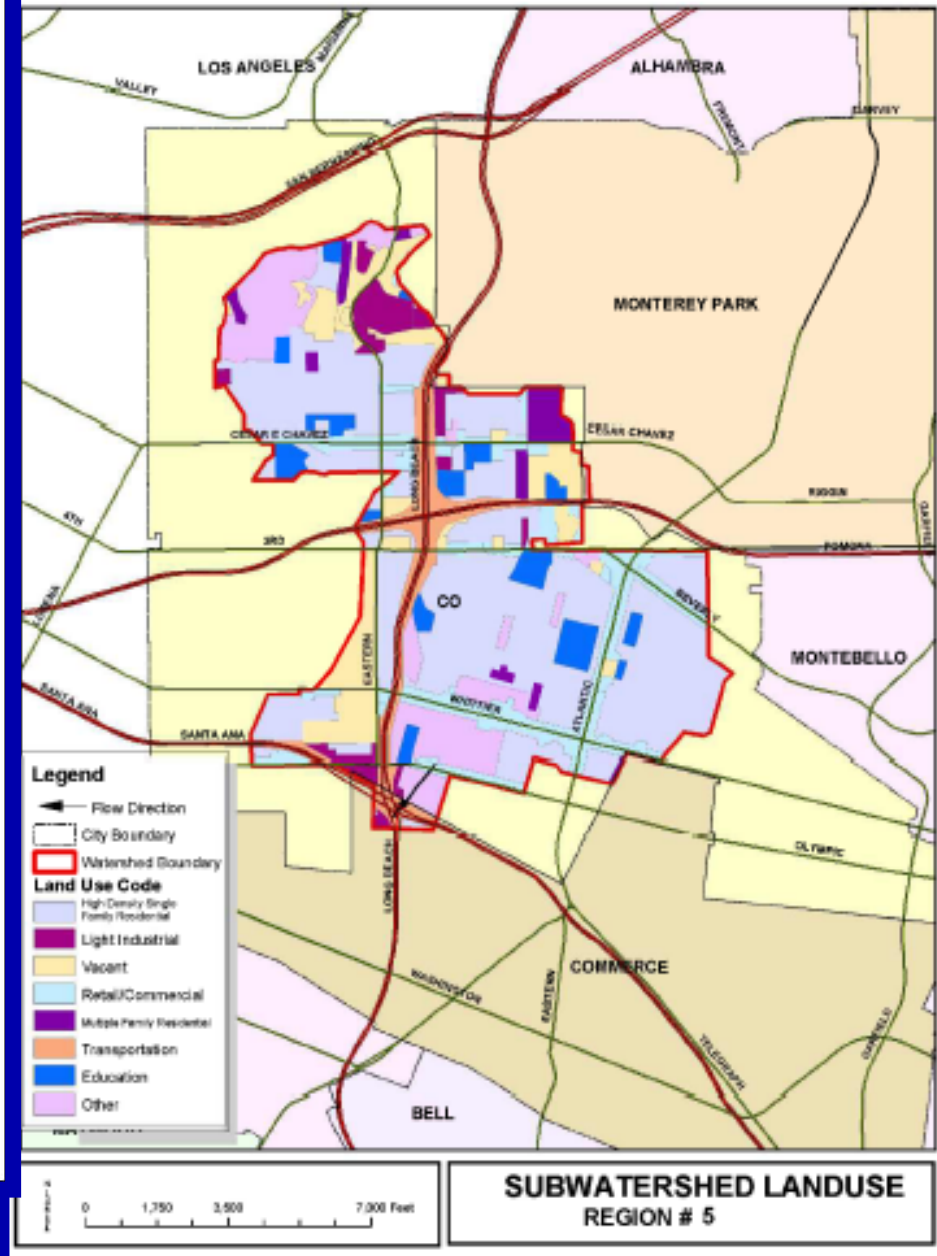 LOS ANGELES
ALHAMBRA
VALLEY
FREMONT
GARVEY
SAN BERNARDINO
MONTEREY PARK
CESAR E CHAVEZ
CESAR CHAVEZ
LONG BEACH
RIGGIN
4TH
3RD
POMONA
GARFIELD
LORENA
CO
BEVERLY
EASTERN
MONTEBELLO
SANTA ANA
WHITTIER
ATLANTIC
SANTA ANA
Legend
Flow Direction
City Boundary
Watershed Boundary
Land Use Code
High Density Single
Family Residential
Light Industrial
Vacant
Retail/Commercial
Multiple Family Residential
Transportation
Education
Other
LONG BEACH
OLYMPIC
COMMERCE
WASHINGTON
EASTERN
TELEGRAPH
GARFIELD
BELL
0 1,750 3,500 7,000 Feet
SUBWATERSHED LANDUSE
REGION # 5